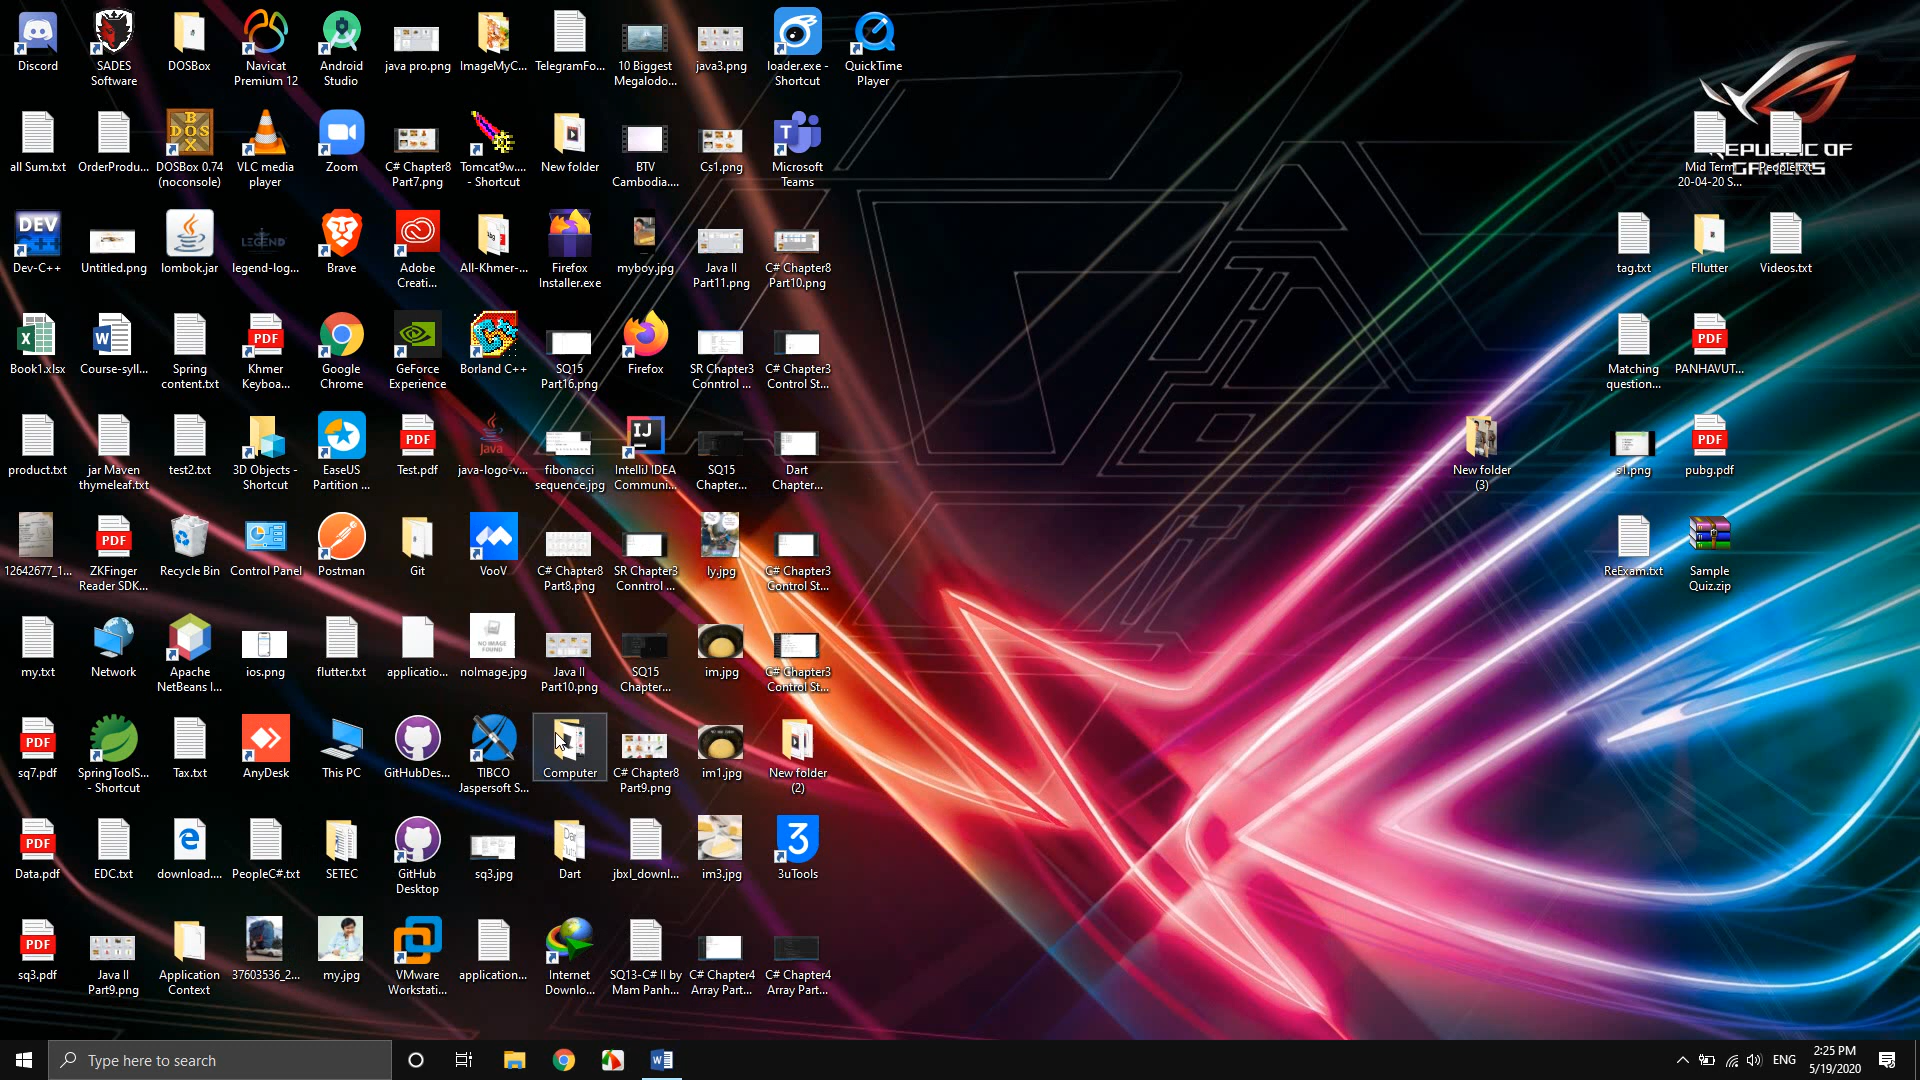 Discord
SADES
Software
DOSBox
Navicat
Premium 12
Android
Studio
java pro.png
ImageMyC...
TelegramFo...
10 Biggest
Megalodo...
java3.png
loader.exe -
Shortcut
QuickTime
Player
all Sum.txt
OrderProdu...
DOSBox 0.74
(noconsole)
VLC media
player
Zoom
C# Chapter8
Part7.png
Tomcat9w....
- Shortcut
New folder
BTV
Cambodia....
Cs1.png
Microsoft
Teams
REPUBLIC OF
GAMERS
Mid Term
20-04-20 S...
People.txt
Dev-C++
Untitled.png
lombok.jar
legend-log...
Brave
Adobe
Creati...
All-Khmer-...
Firefox
Installer.exe
myboy.jpg
Java II
Part11.png
C# Chapter8
Part10.png
tag.txt
Fllutter
Videos.txt
Book1.xlsx
Course-syll...
Spring
content.txt
Khmer
Keyboa...
Google
Chrome
GeForce
Experience
Borland C++
SQ15
Part16.png
Firefox
SR Chapter3
Conntrol ...
C# Chapter3
Control St...
Matching
question...
PANHAVUT...
product.txt
jar Maven
thymeleaf.txt
test2.txt
3D Objects -
Shortcut
EaseUS
Partition ...
Test.pdf
java-logo-v...
fibonacci
sequence.jpg
IntelliJ IDEA
Communi...
SQ15
Chapter...
Dart
Chapter...
New folder
(3)
s1.png
pubg.pdf
12642677_1...
ZKFinger
Reader SDK...
Recycle Bin
Control Panel
Postman
Git
VooV
C# Chapter8
Part8.png
SR Chapter3
Conntrol ...
ly.jpg
C# Chapter3
Control St...
ReExam.txt
Sample
Quiz.zip
my.txt
Network
Apache
NetBeans I...
ios.png
flutter.txt
applicatio...
noImage.jpg
Java II
Part10.png
SQ15
Chapter...
im.jpg
C# Chapter3
Control St...
sq7.pdf
SpringToolS...
- Shortcut
Tax.txt
AnyDesk
This PC
GitHubDes...
TIBCO
Jaspersoft S...
Computer
C# Chapter8
Part9.png
im1.jpg
New folder
(2)
Data.pdf
EDC.txt
download....
PeopleC#.txt
SETEC
GitHub
Desktop
sq3.jpg
Dart
jbxl_downl...
im3.jpg
3uTools
sq3.pdf
Java II
Part9.png
Application
Context
37603536_2...
my.jpg
VMware
Workstati...
application...
Internet
Downlo...
SQ13-C# II by
Mam Panh...
C# Chapter4
Array Part...
C# Chapter4
Array Part...
Type here to search
ENG
2:25 PM
5/19/2020